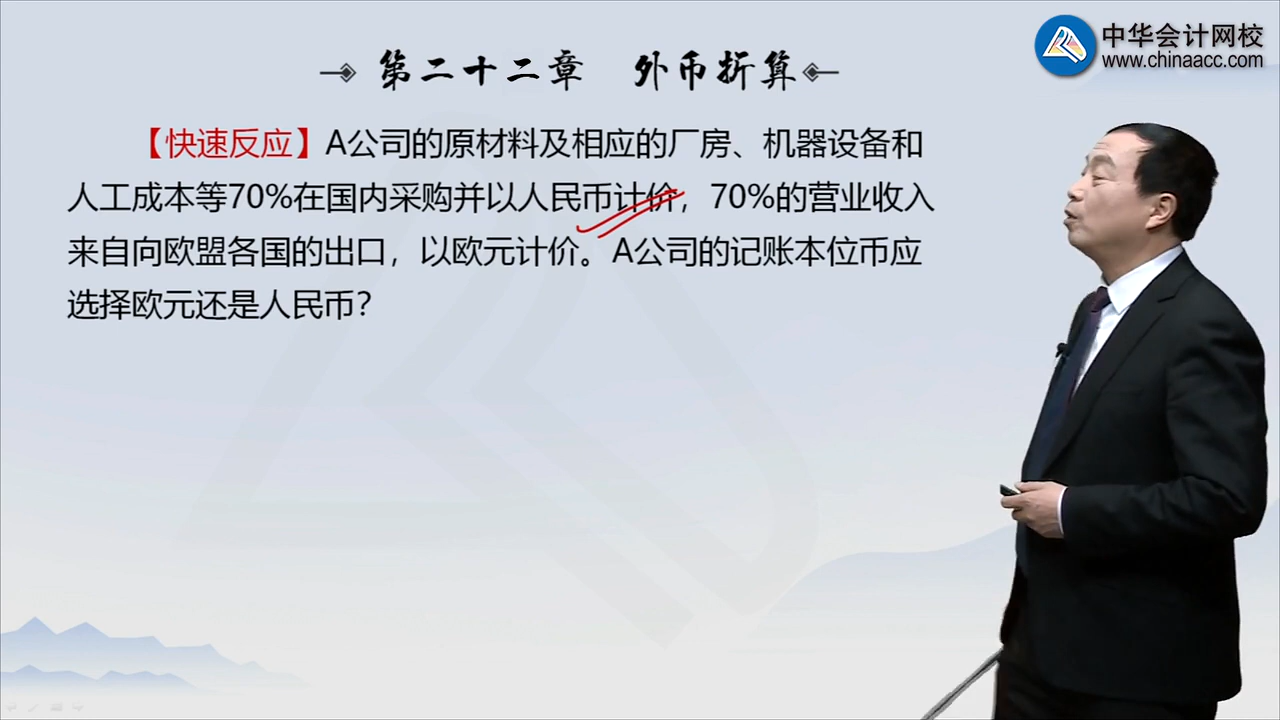 中华会计网校
www.chinaacc.com
第二十二章 外币折算
【快速反应】A公司的原材料及相应的厂房、机器设备和
人工成本等70%在国内采购并以人民币计价，70%的营业收入
来自向欧盟各国的出口，以欧元计价。A公司的记账本位币应
选择欧元还是人民币？